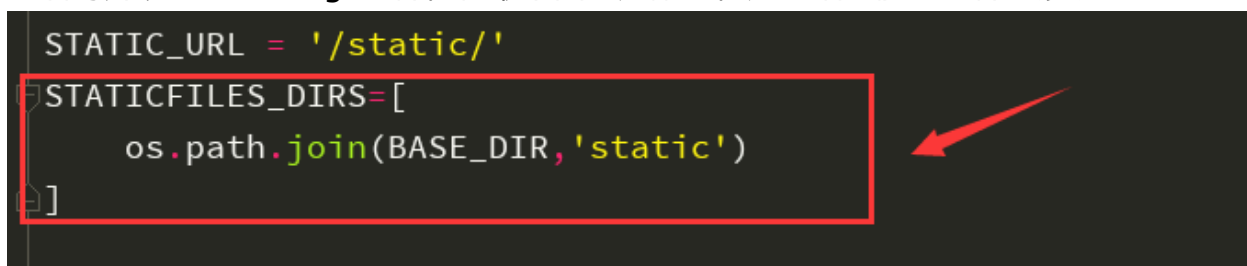 STATIC_URL = '/static/'
STATICFILES_DIRS=[
    os.path.join(BASE_DIR,'static')
]